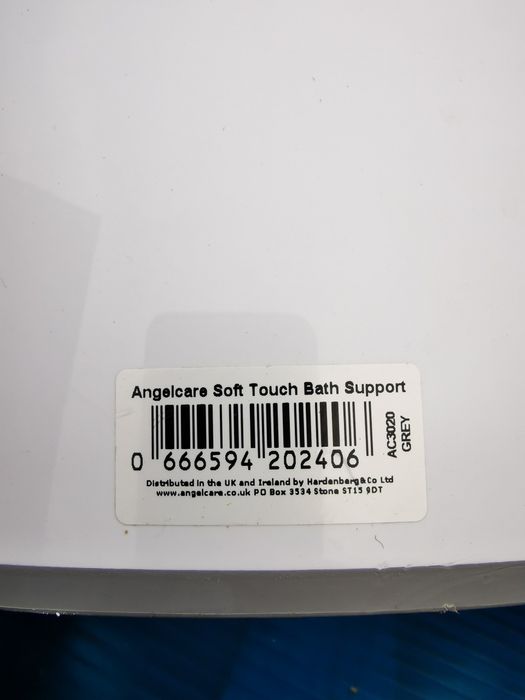 Angelcare Soft Touch Bath Support
0 666594 202406
AC3020
GREY
Distributed in the UK and Ireland by Hardenberg&Co Ltd
www.angelcare.co.uk PO Box 3534 Stone ST15 9DT